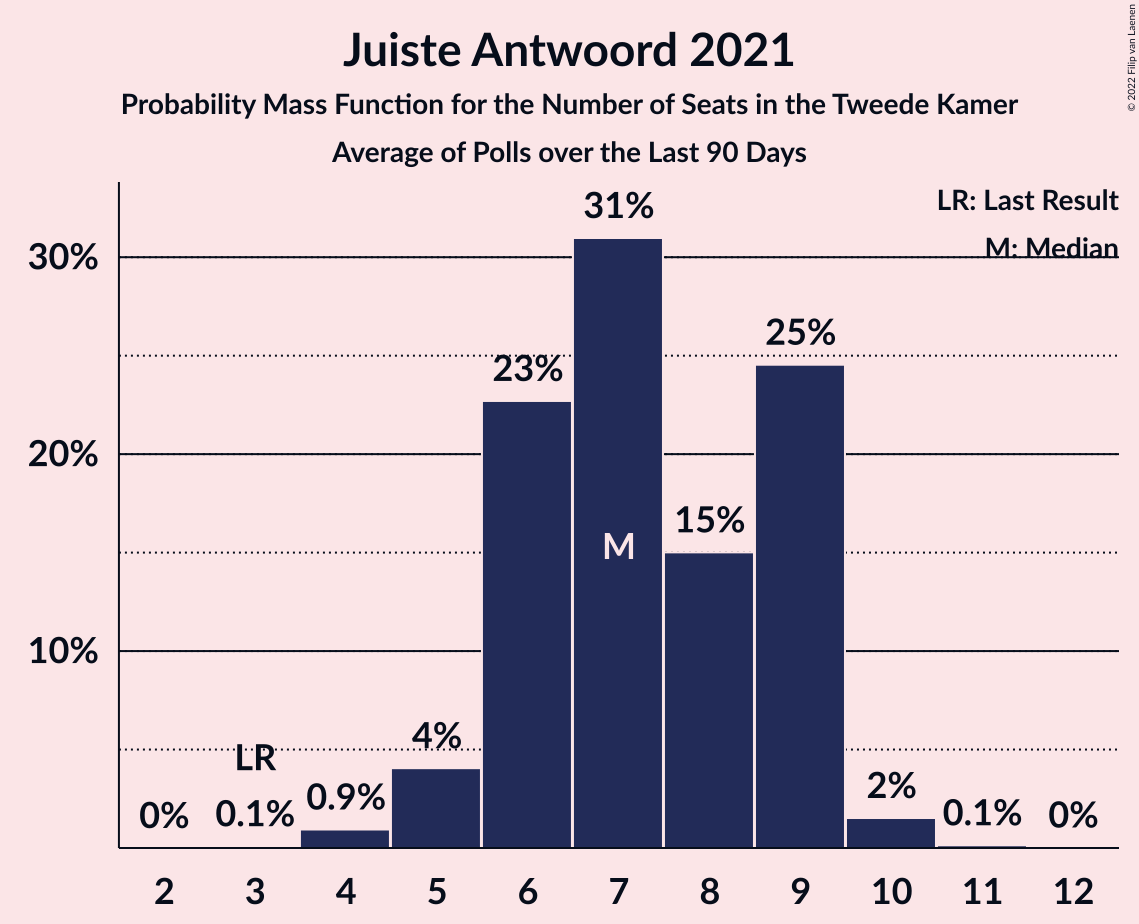 Juiste Antwoord 2021
Probability Mass Function for the Number of Seats in the Tweede Kamer
Average of Polls over the Last 90 Days
© 2022 Filip van Laenen
LR: Last Result
M: Median
30%
20%
10%
0%
LR
0.1%
0.9%
4%
23%
31%
M
15%
25%
2%
0.1%
0%
2 3 4 5 6 7 8 9 10 11 12